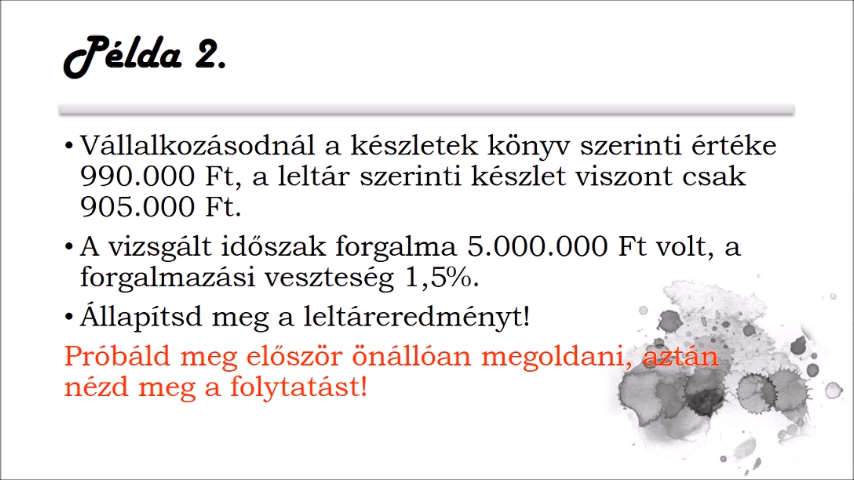 Példa 2.
• Vállalkozásodnál a készletek könyv szerinti értéke
990.000 Ft, a leltár szerinti készlet viszont csak
905.000 Ft.
• A vizsgált időszak forgalma 5.000.000 Ft volt, a
forgalmazási veszteség 1,5%.
• Állapítsd meg a leltáreredményt!
Próbáld meg először önállóan megoldani, aztán
nézd meg a folytatást!